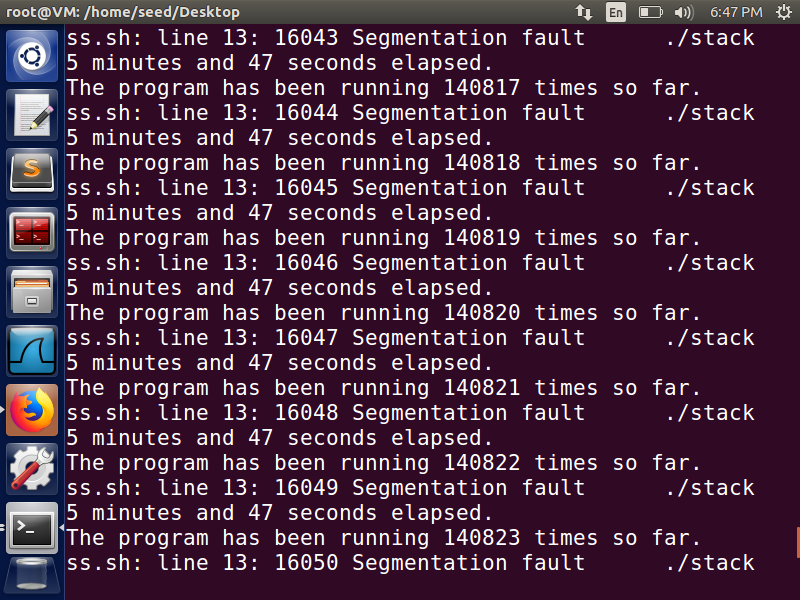 root@VM: /home/seed/Desktop En 6:47 PM
ss.sh: line 13: 16043 Segmentation fault      ./stack
5 minutes and 47 seconds elapsed.
The program has been running 140817 times so far.
ss.sh: line 13: 16044 Segmentation fault      ./stack
5 minutes and 47 seconds elapsed.
The program has been running 140818 times so far.
ss.sh: line 13: 16045 Segmentation fault      ./stack
5 minutes and 47 seconds elapsed.
The program has been running 140819 times so far.
ss.sh: line 13: 16046 Segmentation fault      ./stack
5 minutes and 47 seconds elapsed.
The program has been running 140820 times so far.
ss.sh: line 13: 16047 Segmentation fault      ./stack
5 minutes and 47 seconds elapsed.
The program has been running 140821 times so far.
ss.sh: line 13: 16048 Segmentation fault      ./stack
5 minutes and 47 seconds elapsed.
The program has been running 140822 times so far.
ss.sh: line 13: 16049 Segmentation fault      ./stack
5 minutes and 47 seconds elapsed.
The program has been running 140823 times so far.
ss.sh: line 13: 16050 Segmentation fault      ./stack